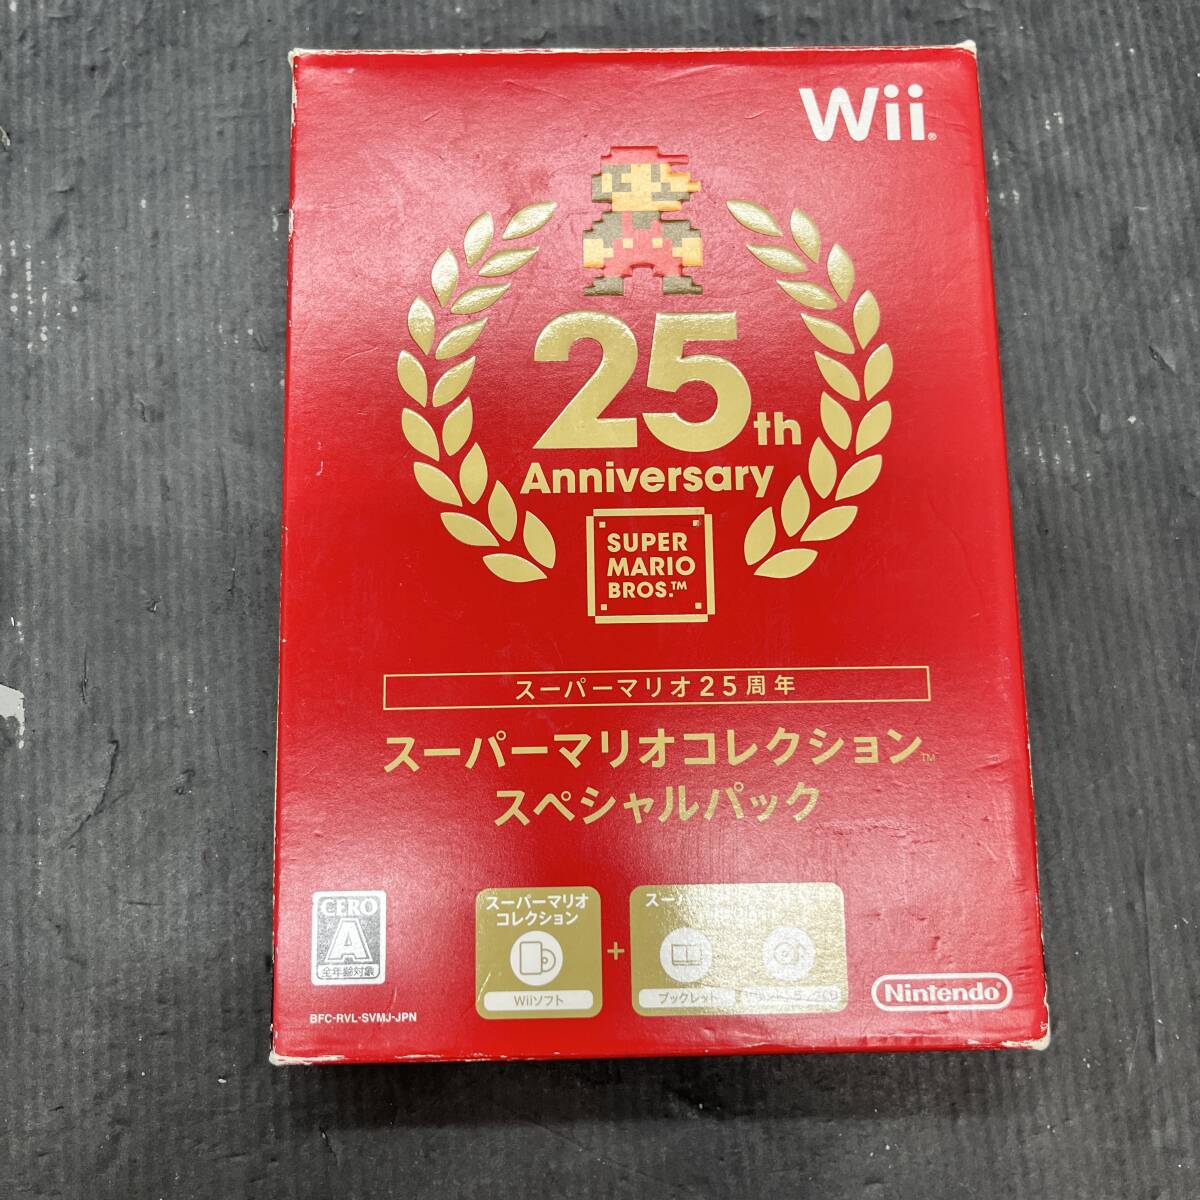 Wii
25th
Anniversary
SUPER
MARIO
BROS.™
スーパーマリオ25周年
スーパーマリオコレクション™
スペシャルパック
CERO
A
全年齢対象
BFC-RVL-SVMJ-JPN
スーパーマリオ
コレクション
Wiiソフト
+
スー
ブックレット
Nintendo